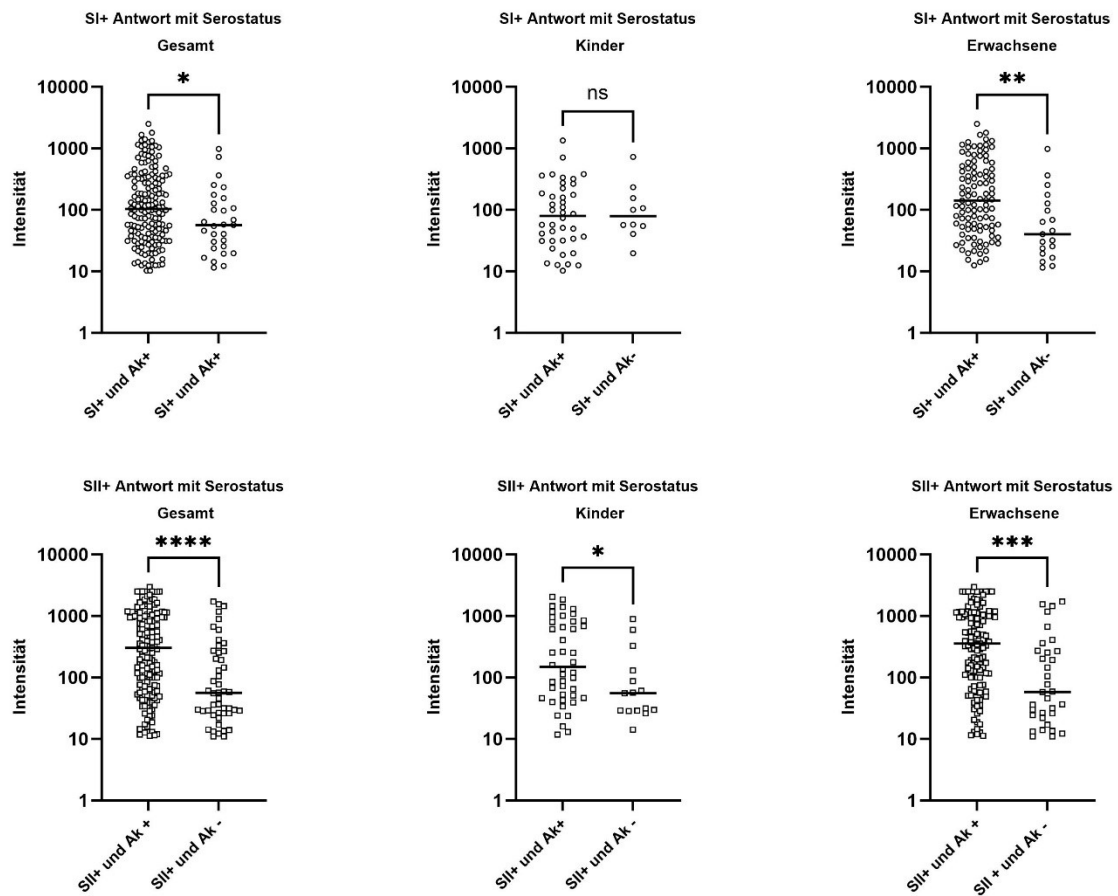 SI+ Antwort mit Serostatus
Gesamt
*
Intensität
10000
1000
100
10
1
SI+ und Ak+
SI+ und Ak+
SI+ Antwort mit Serostatus
Kinder
ns
Intensität
10000
1000
100
10
1
SI+ und Ak+
SI+ und Ak-
SI+ Antwort mit Serostatus
Erwachsene
**
Intensität
10000
1000
100
10
1
SI+ und Ak+
SI+ und Ak-
SII+ Antwort mit Serostatus
Gesamt
****
Intensität
10000
1000
100
10
1
SII+ und Ak +
SII+ und Ak -
SII+ Antwort mit Serostatus
Kinder
*
Intensität
10000
1000
100
10
1
SII+ und Ak+
SII+ und Ak -
SII+ Antwort mit Serostatus
Erwachsene
***
Intensität
10000
1000
100
10
1
SII+ und Ak +
SII + und Ak -